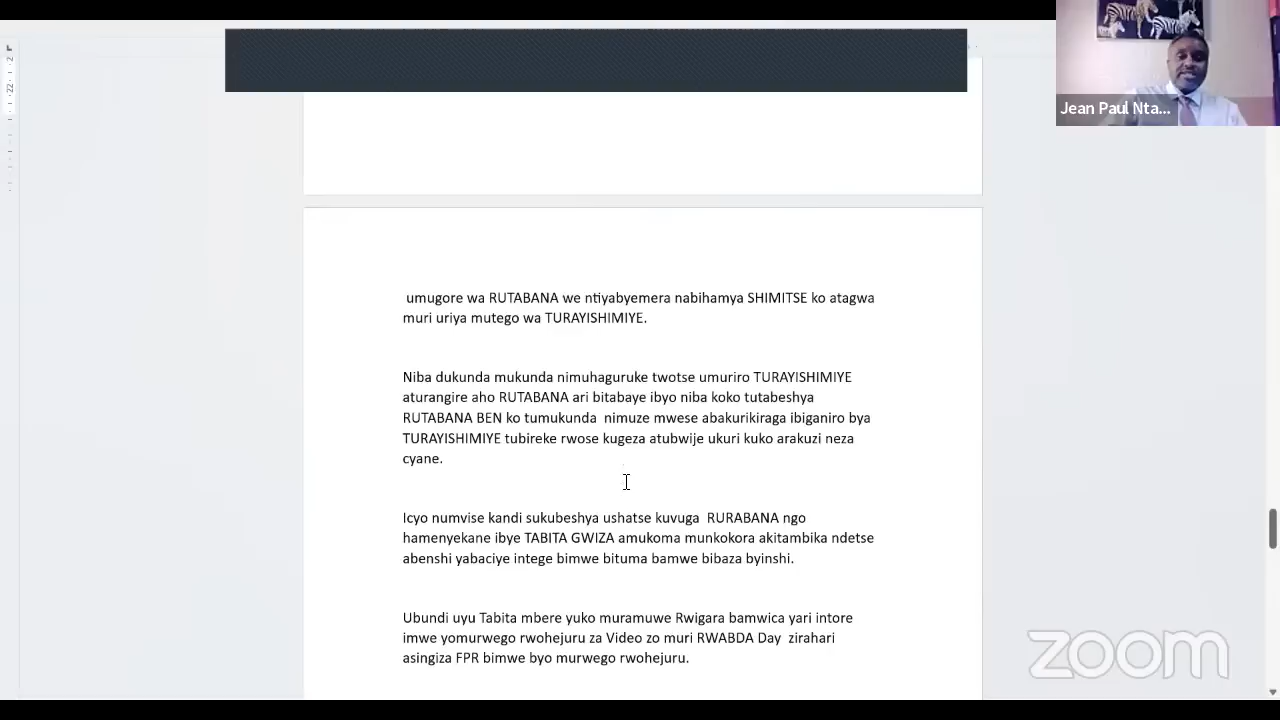 Jean Paul Nta...
22
2
umugore wa RUTABANA we ntiyabyemera nabihamya SHIMITSE ko atagwa
muri uriya mutego wa TURAYISHIMIYE.
Niba dukunda mukunda nimuhaguruke twotse umuriro TURAYISHIMIYE
aturangire aho RUTABANA ari bitabaye ibyo niba koko tutabeshya
RUTABANA BEN ko tumukunda nimuze mwese abakurikiraga ibiganiro bya
TURAYISHIMIYE tubireke rwose kugeza atubwije ukuri kuko arakuzi neza
cyane.
Icyo numvise kandi sukubeshya ushatse kuvuga RURABANA ngo
hamenyekane ibye TABITA GWIZA amukoma munkokora akitambika ndetse
abenshi yabaciye intege bimwe bituma bamwe bibaza byinshi.
Ubundi uyu Tabita mbere yuko muramuwe Rwigara bamwica yari intore
imwe yomurwego rwohejuru za Video zo muri RWABDA Day zirahari
asingiza FPR bimwe byo murwego rwohejuru.
zoom